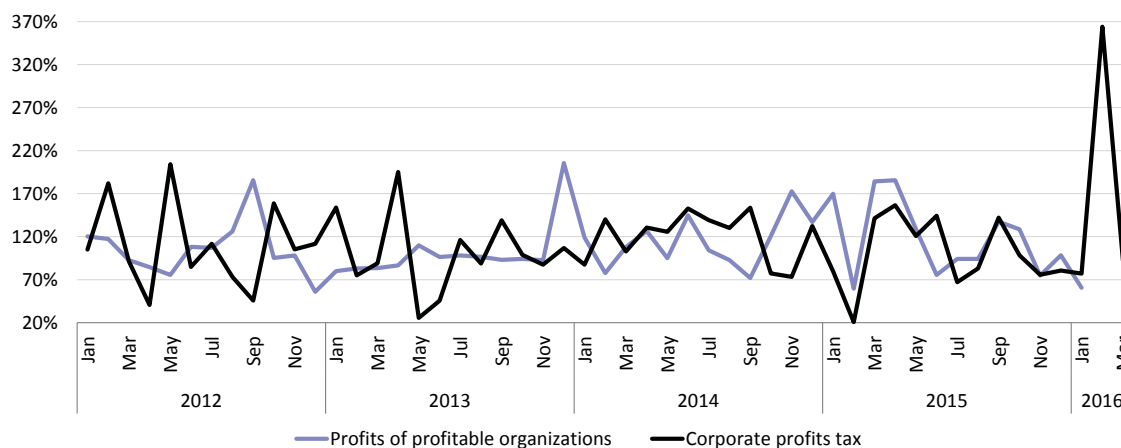 370%
320%
270%
220%
170%
120%
70%
20%
Jan Mar May Jul Sep Nov Jan Mar May Jul Sep Nov Jan Mar May Jul Sep Nov Jan Mar May Jul Sep Nov Jan Mar
2012 2013 2014 2015 2016
Profits of profitable organizations Corporate profits tax